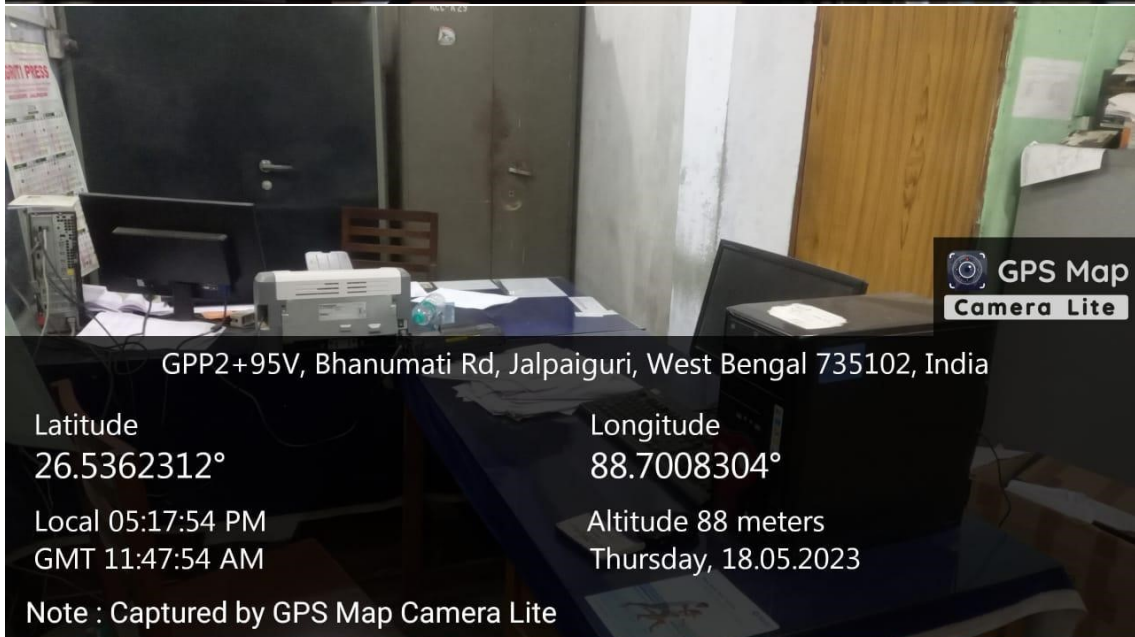 GRITI PRESS
GPS Map
Camera Lite
GPP2+95V, Bhanumati Rd, Jalpaiguri, West Bengal 735102, India
Latitude
26.5362312°
Longitude
88.7008304°
Local 05:17:54 PM
GMT 11:47:54 AM
Altitude 88 meters
Thursday, 18.05.2023
Note : Captured by GPS Map Camera Lite